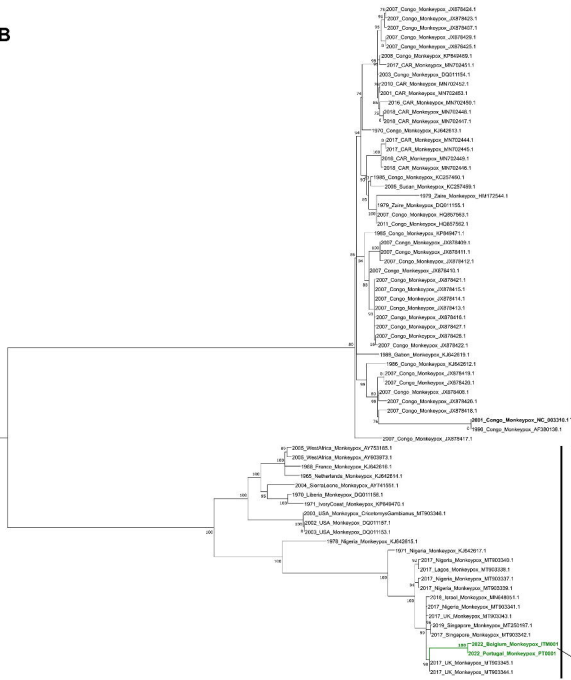 B
2007_Congo_Monkeypox_JX878424.1
2007_Congo_Monkeypox_JX878423.1
2007_Congo_Monkeypox_JX878407.1
2007_Congo_Monkeypox_JX878429.1
2007_Congo_Monkeypox_JX878425.1
2008_Congo_Monkeypox_KP849469.1
2017_CAR_Monkeypox_MN702451.1
2003_Congo_Monkeypox_DQ011154.1
2010_CAR_Monkeypox_MN702452.1
2001_CAR_Monkeypox_MN702453.1
2016_CAR_Monkeypox_MN702450.1
2018_CAR_Monkeypox_MN702448.1
2018_CAR_Monkeypox_MN702447.1
1970_Congo_Monkeypox_KJ642613.1
2017_CAR_Monkeypox_MN702444.1
2017_CAR_Monkeypox_MN702445.1
2018_CAR_Monkeypox_MN702449.1
2018_CAR_Monkeypox_MN702446.1
1985_Congo_Monkeypox_KC257460.1
2005_Sudan_Monkeypox_KC257459.1
1979_Zaire_Monkeypox_HM172544.1
1979_Zaire_Monkeypox_DQ011155.1
2007_Congo_Monkeypox_HQ857563.1
2011_Congo_Monkeypox_HQ857562.1
1985_Congo_Monkeypox_KP849471.1
2007_Congo_Monkeypox_JX878409.1
2007_Congo_Monkeypox_JX878411.1
2007_Congo_Monkeypox_JX878412.1
2007_Congo_Monkeypox_JX878410.1
2007_Congo_Monkeypox_JX878421.1
2007_Congo_Monkeypox_JX878415.1
2007_Congo_Monkeypox_JX878414.1
2007_Congo_Monkeypox_JX878413.1
2007_Congo_Monkeypox_JX878416.1
2007_Congo_Monkeypox_JX878427.1
2007_Congo_Monkeypox_JX878428.1
2007_Congo_Monkeypox_JX878422.1
1988_Gabon_Monkeypox_KJ642619.1
1986_Congo_Monkeypox_KJ642612.1
2007_Congo_Monkeypox_JX878419.1
2007_Congo_Monkeypox_JX878420.1
2007_Congo_Monkeypox_JX878408.1
2007_Congo_Monkeypox_JX878426.1
2007_Congo_Monkeypox_JX878418.1
2001_Congo_Monkeypox_NC_003310.1
1996_Congo_Monkeypox_AF380138.1
2007_Congo_Monkeypox_JX878417.1
2005_WestAfrica_Monkeypox_AY753185.1
2005_WestAfrica_Monkeypox_AY603973.1
1968_France_Monkeypox_KJ642616.1
1965_Netherlands_Monkeypox_KJ642614.1
2004_SierraLeone_Monkeypox_AY741551.1
1970_Liberia_Monkeypox_DQ011156.1
1971_IvoryCoast_Monkeypox_KP849470.1
2003_USA_Monkeypox_CricetomysGambianus_MT903346.1
2002_USA_Monkeypox_DQ011157.1
2003_USA_Monkeypox_DQ011153.1
1978_Nigeria_Monkeypox_KJ642615.1
1971_Nigeria_Monkeypox_KJ642617.1
2017_Nigeria_Monkeypox_MT903340.1
2017_Lagos_Monkeypox_MT903338.1
2017_Nigeria_Monkeypox_MT903337.1
2017_Nigeria_Monkeypox_MT903339.1
2018_Israel_Monkeypox_MN648051.1
2017_Nigeria_Monkeypox_MT903341.1
2017_UK_Monkeypox_MT903343.1
2019_Singapore_Monkeypox_MT250197.1
2017_Singapore_Monkeypox_MT903342.1
2022_Belgium_Monkeypox_ITM001
2022_Portugal_Monkeypox_PT0001
2017_UK_Monkeypox_MT903345.1
2017_UK_Monkeypox_MT903344.1